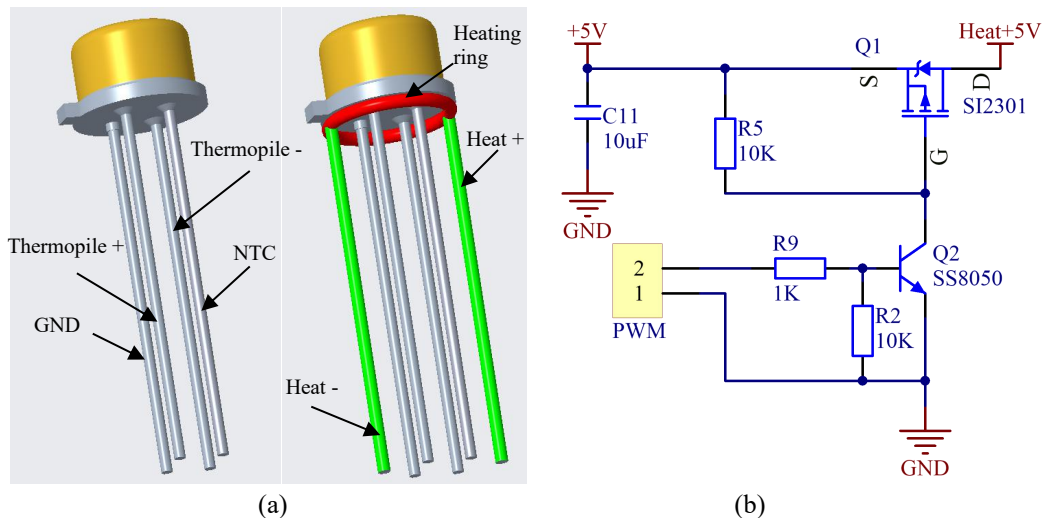 Heating
ring
Heat +
Thermopile -
Thermopile +
NTC
GND
Heat -
(a)
+5V
Q1
Heat+5V
S
D
SI2301
C11
10uF
R5
10K
G
GND
R9
1K
Q2
SS8050
2
1
PWM
R2
10K
GND
(b)